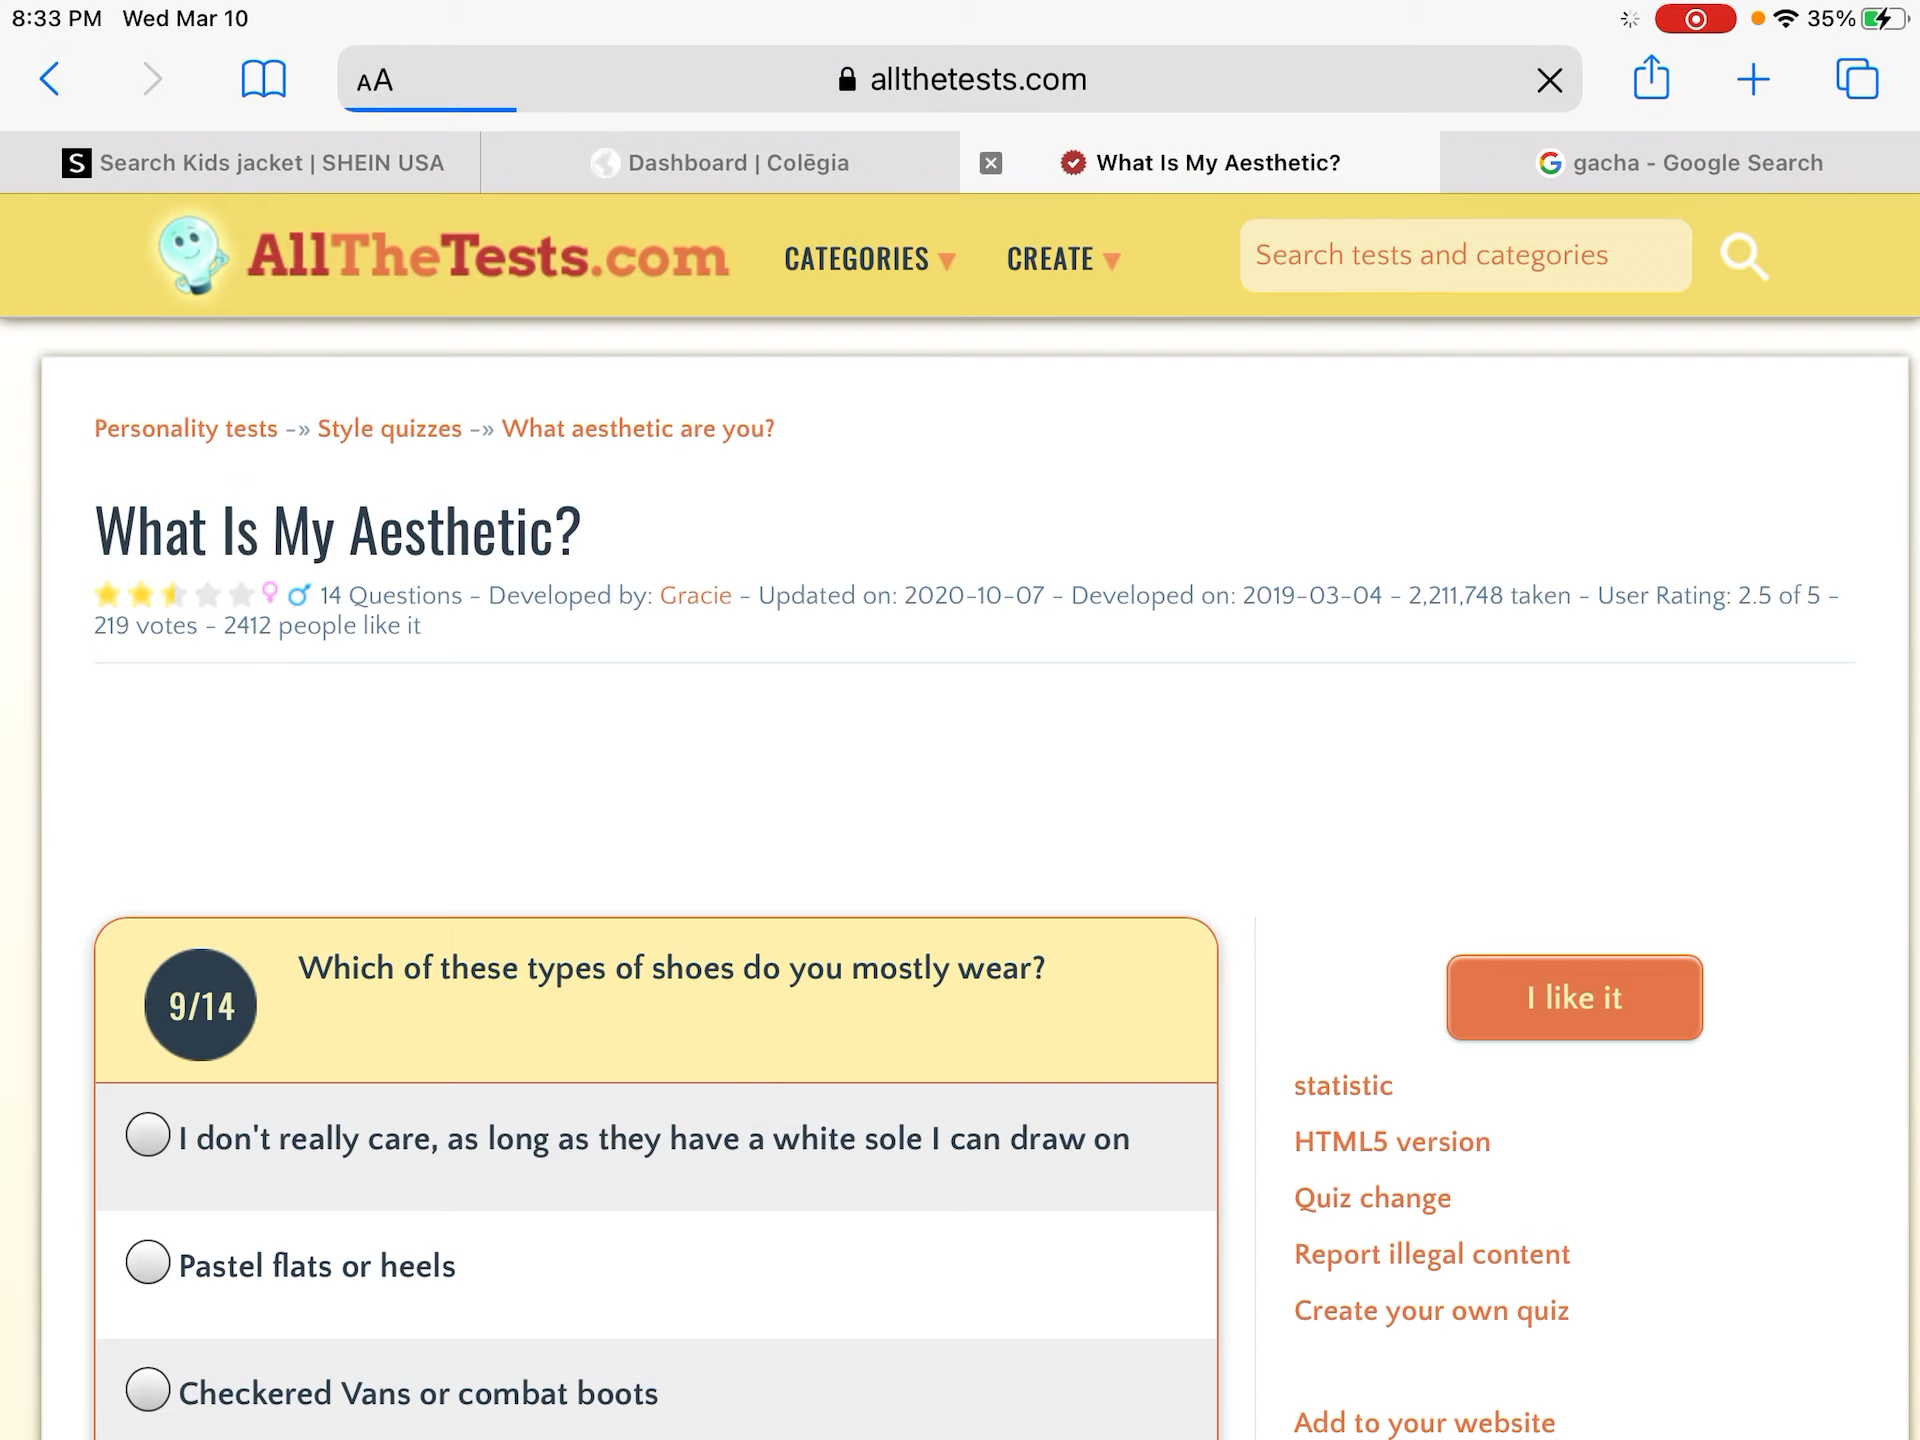 8:33 PM Wed Mar 10
35%
AA
allthetests.com
S Search Kids jacket | SHEIN USA
Dashboard | Colēgia
What Is My Aesthetic?
G gacha - Google Search
AllTheTests.com
CATEGORIES
CREATE
Search tests and categories
Personality tests -» Style quizzes -» What aesthetic are you?
What Is My Aesthetic?
14 Questions - Developed by: Gracie - Updated on: 2020-10-07 - Developed on: 2019-03-04 - 2,211,748 taken - User Rating: 2.5 of 5 -
219 votes - 2412 people like it
9/14
Which of these types of shoes do you mostly wear?
I don't really care, as long as they have a white sole I can draw on
Pastel flats or heels
Checkered Vans or combat boots
I like it
statistic
HTML5 version
Quiz change
Report illegal content
Create your own quiz
Add to your website